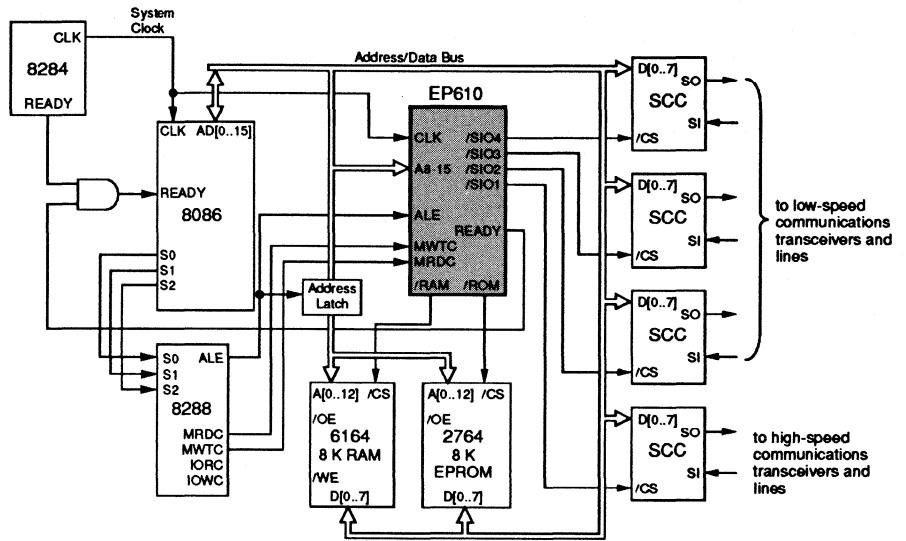 System
Clock
CLK
8284
READY
Address/Data Bus
CLK AD[0..15]
READY
8086
S0
S1
S2
EP610
CLK
/SIO4
/SIO3
A8-15
/SIO2
/SIO1
ALE
READY
MWTC
MRDC
/RAM
/ROM
Address
Latch
S0
ALE
S1
S2
8288
MRDC
MWTC
IORC
IOWC
A[0..12] /CS
/OE
6164
8 K RAM
/WE
D[0..7]
A[0..12] /CS
/OE
2764
8 K
EPROM
D[0..7]
D[0..7]
SO
SCC
SI
/CS
D[0..7]
SO
SCC
SI
/CS
D[0..7]
SO
SCC
SI
/CS
D[0..7]
SO
SCC
SI
/CS
to low-speed
communications
transceivers and
lines
to high-speed
communications
transceivers and
lines